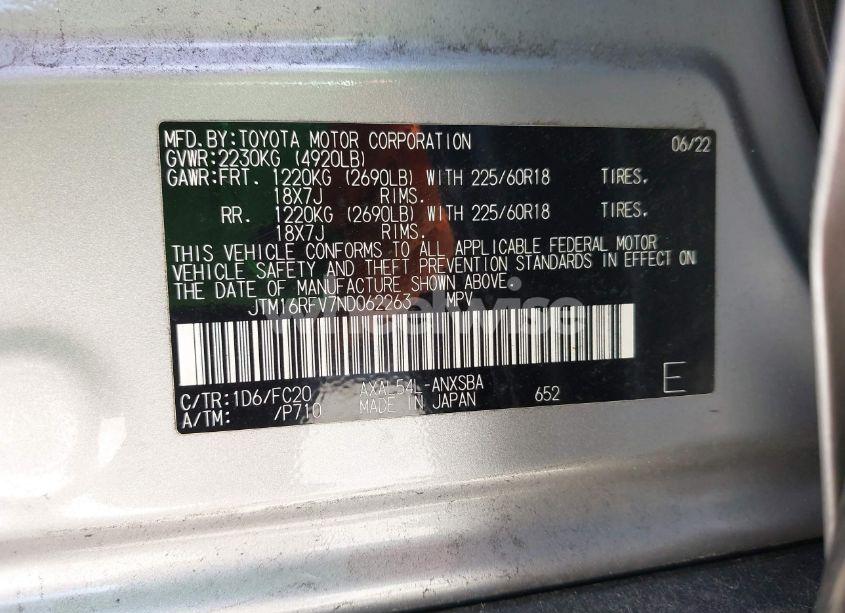 MFD.BY:TOYOTA MOTOR CORPORATION 06/22
GVWR:2230KG (4920LB)
GAWR:FRT. 1220KG (2690LB) WITH 225/60R18 TIRES.
18X7J RIMS.
RR. 1220KG (2690LB) WITH 225/60R18 TIRES.
18X7J RIMS.
THIS VEHICLE CONFORMS TO ALL APPLICABLE FEDERAL MOTOR
VEHICLE SAFETY AND THEFT PREVENTION STANDARDS IN EFFECT ON
THE DATE OF MANUFACTURE SHOWN ABOVE.
JTM16RFV7ND062263 MPV
C/TR:1D6/FC20 AXAL54L-ANXSBA
A/TM: /P710 MADE IN JAPAN 652 E